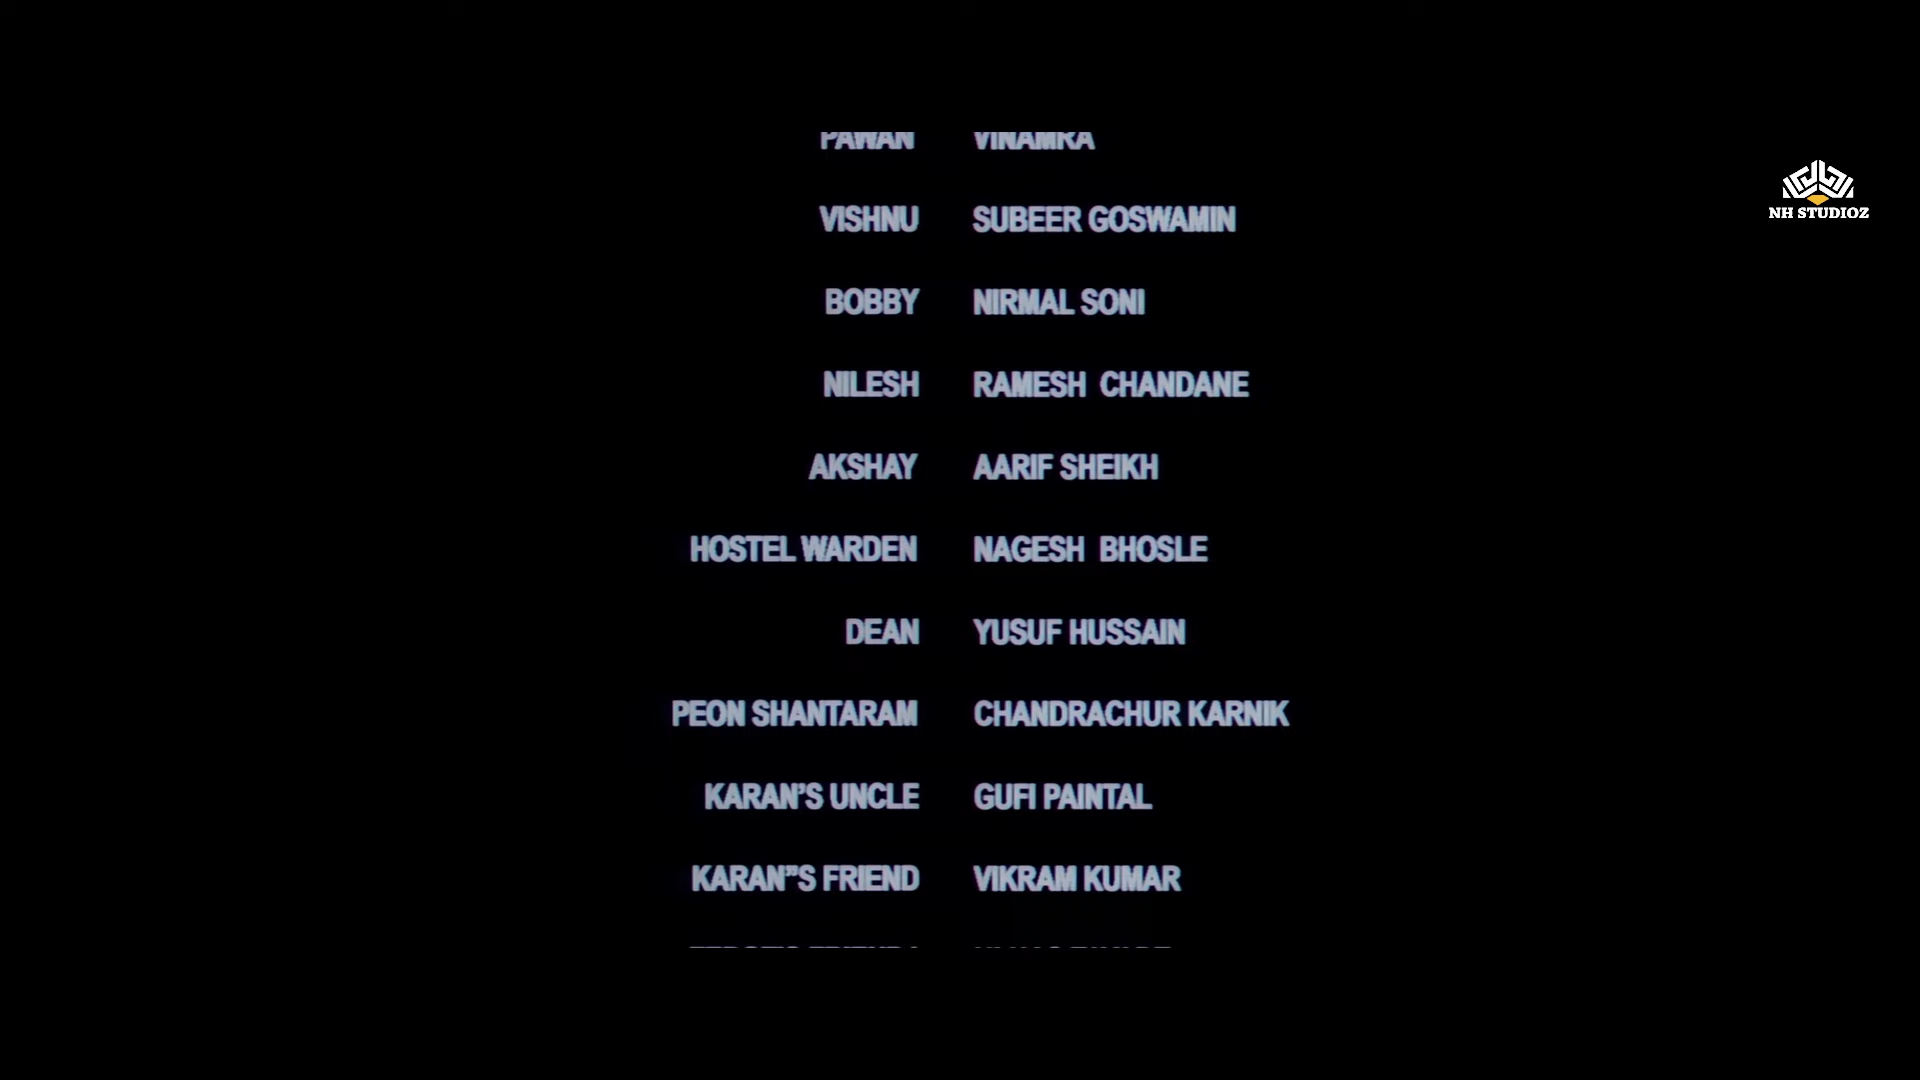 PAWAN VINAMRA
NH STUDIOZ
VISHNU SUBEER GOSWAMIN
BOBBY NIRMAL SONI
NILESH RAMESH CHANDANE
AKSHAY AARIF SHEIKH
HOSTEL WARDEN NAGESH BHOSLE
DEAN YUSUF HUSSAIN
PEON SHANTARAM CHANDRACHUR KARNIK
KARAN'S UNCLE GUFI PAINTAL
KARAN"S FRIEND VIKRAM KUMAR